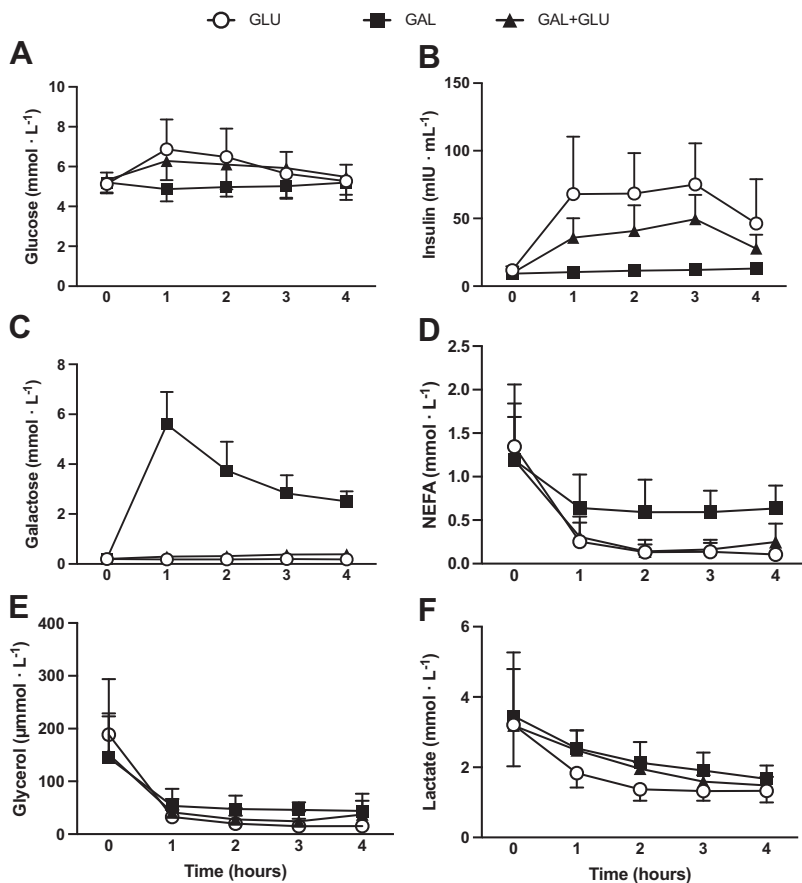 GLU GAL GAL+GLU
A
Glucose (mmol · L-1)
10
8
6
4
2
0
0 1 2 3 4
B
Insulin (mIU · mL-1)
150
100
50
0
0 1 2 3 4
C
Galactose (mmol · L-1)
8
6
4
2
0
0 1 2 3 4
D
NEFA (mmol · L-1)
2.5
2.0
1.5
1.0
0.5
0.0
0 1 2 3 4
E
Glycerol (µmmol · L-1)
400
300
200
100
0
0 1 2 3 4
Time (hours)
F
Lactate (mmol · L-1)
6
4
2
0
0 1 2 3 4
Time (hours)